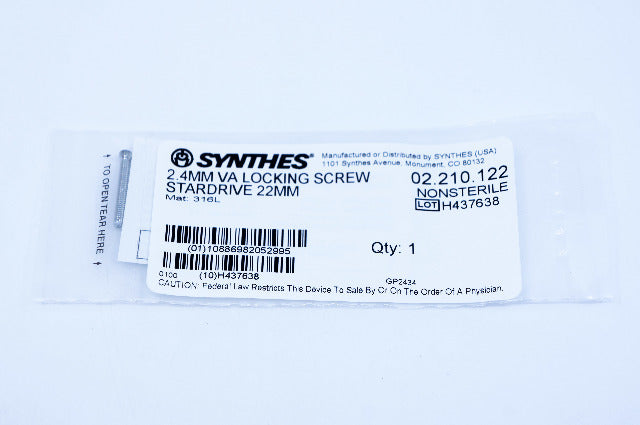 SYNTHES®
Manufactured or Distributed by SYNTHES (USA)
1101 Synthes Avenue, Monument, CO 80132
2.4MM VA LOCKING SCREW
STARDRIVE 22MM
Mat: 316L
02.210.122
NONSTERILE
LOT H437638
(01)10886982052995
Qty: 1
0100 (10)H437638
GP2434
CAUTION: Federal Law Restricts This Device To Sale By Or On The Order Of A Physician.
TO OPEN TEAR HERE